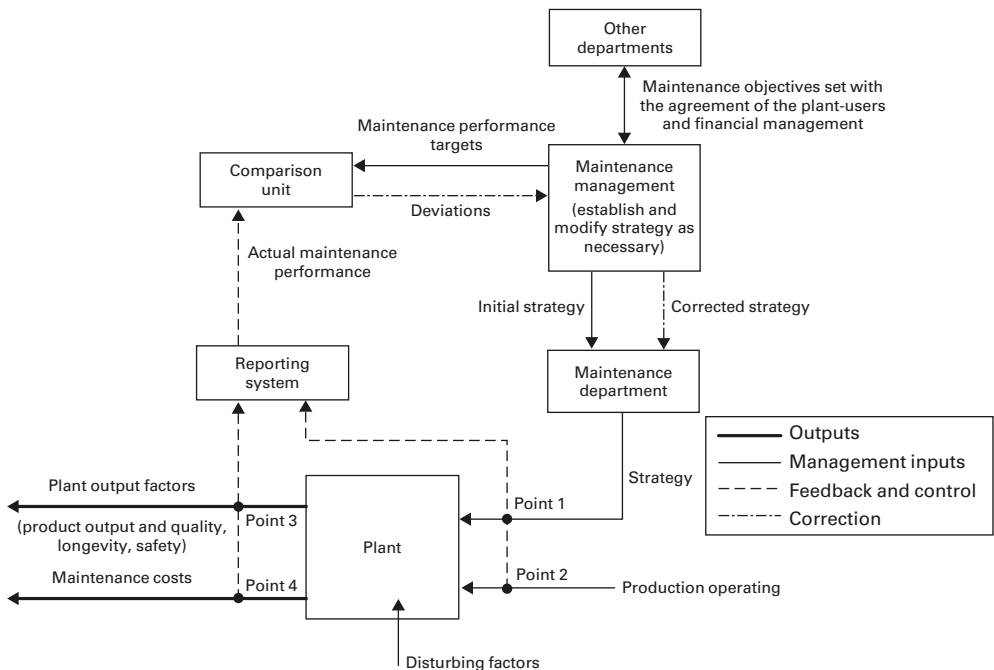 Other
departments
Maintenance objectives set with
the agreement of the plant-users
and financial management
Maintenance performance
targets
Comparison
unit
Deviations
Maintenance
management
(establish and
modify strategy as
necessary)
Actual maintenance
performance
Initial strategy
Corrected strategy
Reporting
system
Maintenance
department
Outputs
Management inputs
Feedback and control
Correction
Strategy
Plant output factors
(product output and quality,
longevity, safety)
Point 3
Point 1
Plant
Maintenance costs
Point 4
Point 2
Production operating
Disturbing factors